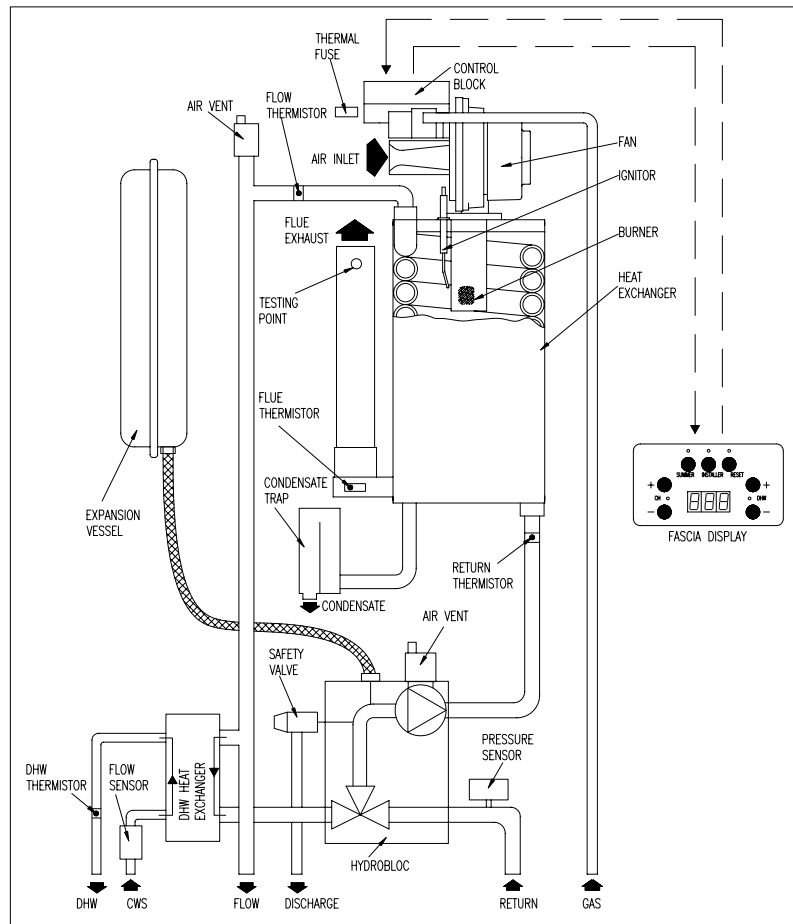 THERMAL
FUSE
CONTROL
BLOCK
FLOW
THERMISTOR
AIR VENT
AIR INLET
FAN
IGNITOR
FLUE
EXHAUST
BURNER
TESTING
POINT
HEAT
EXCHANGER
FLUE
THERMISTOR
CONDENSATE
TRAP
EXPANSION
VESSEL
SUMMER
INSTALLER
RESET
+
+
CH
DHW
−
−
FASCIA DISPLAY
RETURN
THERMISTOR
CONDENSATE
AIR VENT
SAFETY
VALVE
PRESSURE
SENSOR
DHW
THERMISTOR
FLOW
SENSOR
DHW HEAT
EXCHANGER
HYDROBLOC
DHW
CWS
FLOW
DISCHARGE
RETURN
GAS